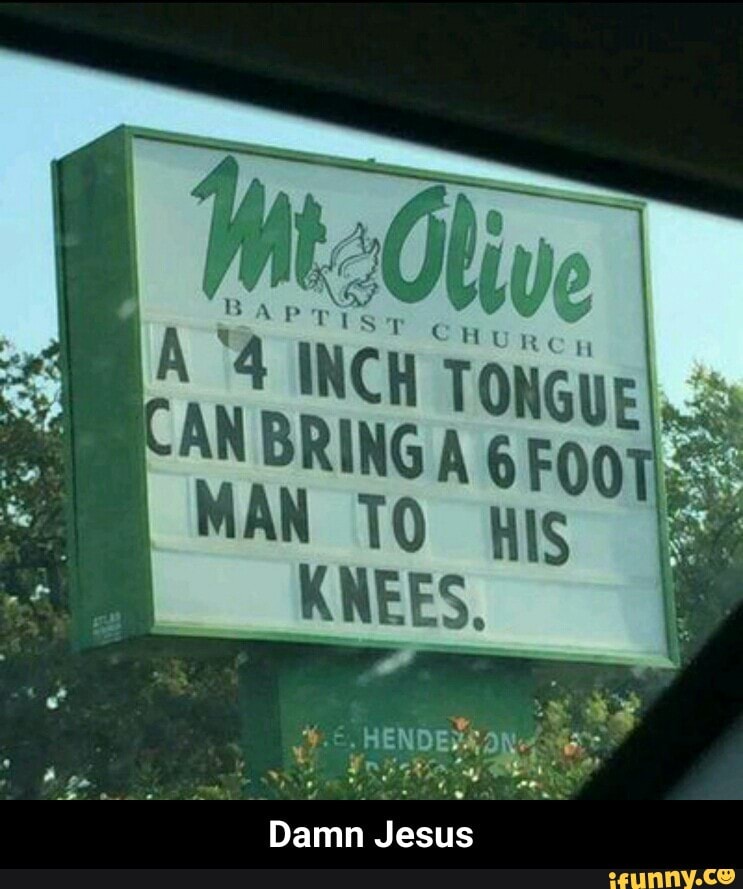 Mt. Olive
BAPTIST CHURCH
A 4 INCH TONGUE
CAN BRING A 6 FOOT
MAN TO HIS
KNEES.
Damn Jesus
ifunny.co